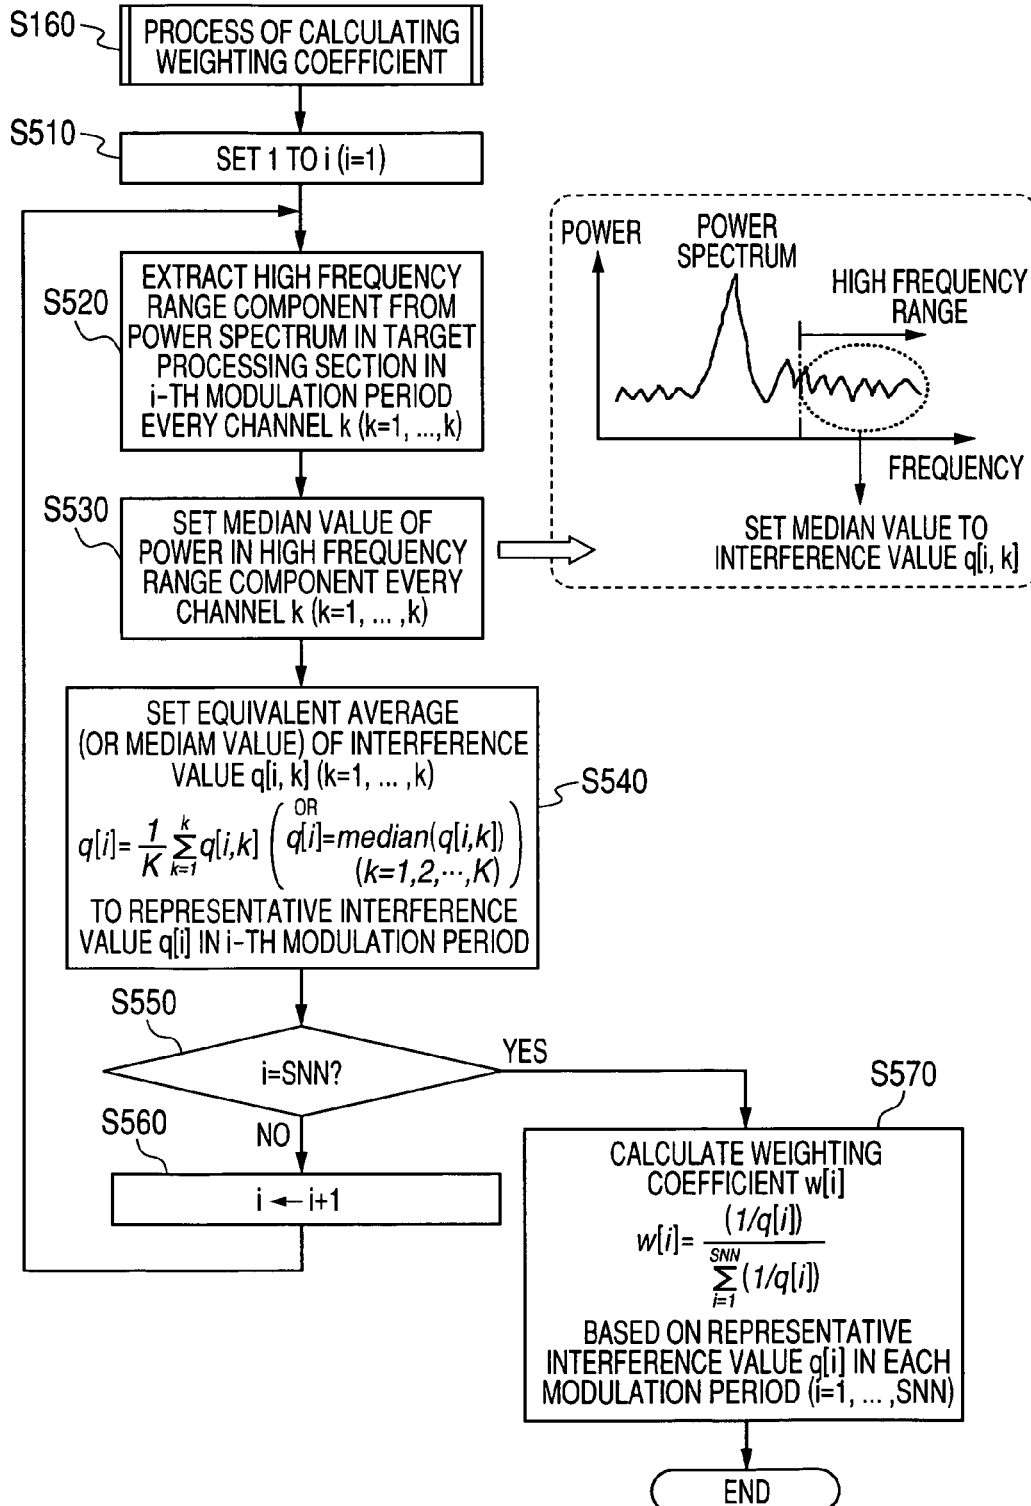 S160
PROCESS OF CALCULATING
WEIGHTING COEFFICIENT
S510
SET 1 TO i (i=1)
S520
EXTRACT HIGH FREQUENCY
RANGE COMPONENT FROM
POWER SPECTRUM IN TARGET
PROCESSING SECTION IN
i-TH MODULATION PERIOD
EVERY CHANNEL k (k=1, ...,k)
POWER
POWER
SPECTRUM
HIGH FREQUENCY
RANGE
FREQUENCY
SET MEDIAN VALUE TO
INTERFERENCE VALUE q[i, k]
S530
SET MEDIAN VALUE OF
POWER IN HIGH FREQUENCY
RANGE COMPONENT EVERY
CHANNEL k (k=1, ... ,k)
S540
SET EQUIVALENT AVERAGE
(OR MEDIAM VALUE) OF INTERFERENCE
VALUE q[i, k] (k=1, ... ,k)
q[i]= 1/K Σ k=1 k q[i,k] ( OR q[i]=median(q[i,k])
(k=1,2,···,K) )
TO REPRESENTATIVE INTERFERENCE
VALUE q[i] IN i-TH MODULATION PERIOD
S550
i=SNN?
YES
NO
S560
i ← i+1
S570
CALCULATE WEIGHTING
COEFFICIENT w[i]
w[i]= (1/q[i]) / SNN Σ i=1 (1/q[i])
BASED ON REPRESENTATIVE
INTERFERENCE VALUE q[i] IN EACH
MODULATION PERIOD (i=1, ... ,SNN)
END